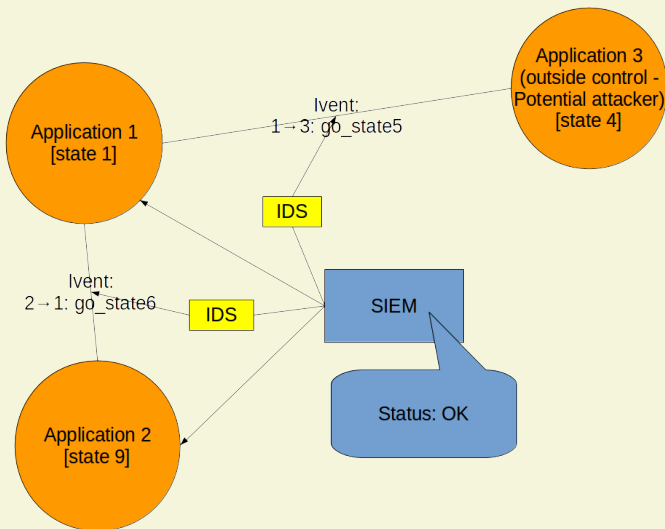 Application 3
(outside control -
Potential attacker)
[state 4]
Ivent:
1→3: go_state5
Application 1
[state 1]
IDS
Ivent:
2→1: go_state6
IDS
SIEM
Status: OK
Application 2
[state 9]